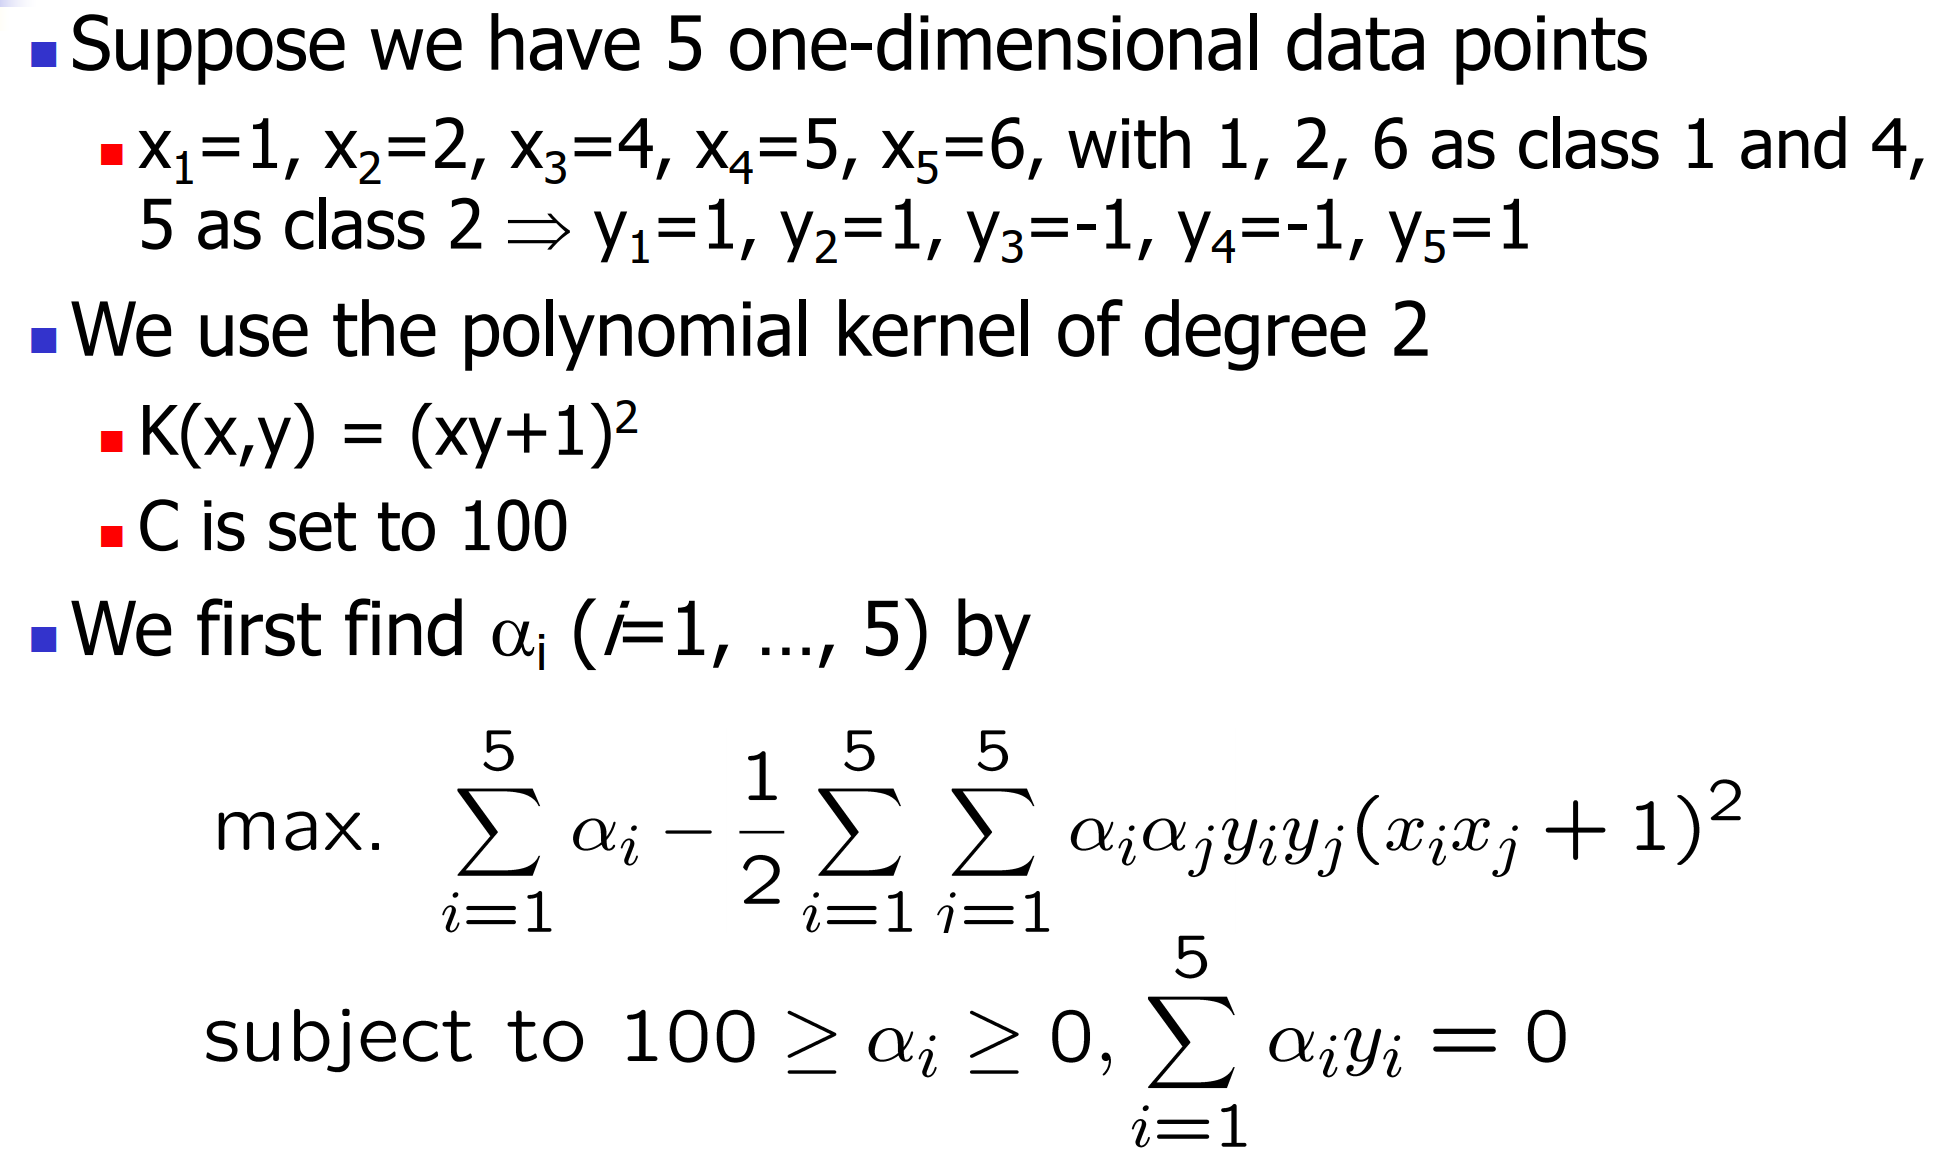 Suppose we have 5 one-dimensional data points
x₁=1, x₂=2, x₃=4, x₄=5, x₅=6, with 1, 2, 6 as class 1 and 4,
5 as class 2 ⇒ y₁=1, y₂=1, y₃=-1, y₄=-1, y₅=1
We use the polynomial kernel of degree 2
K(x,y) = (xy+1)²
C is set to 100
We first find αᵢ (i=1, …, 5) by
max. ∑_{i=1}^{5} αᵢ − 1/2 ∑_{i=1}^{5} ∑_{i=1}^{5} αᵢαⱼyᵢyⱼ(xᵢxⱼ + 1)²
subject to 100 ≥ αᵢ ≥ 0, ∑_{i=1}^{5} αᵢyᵢ = 0